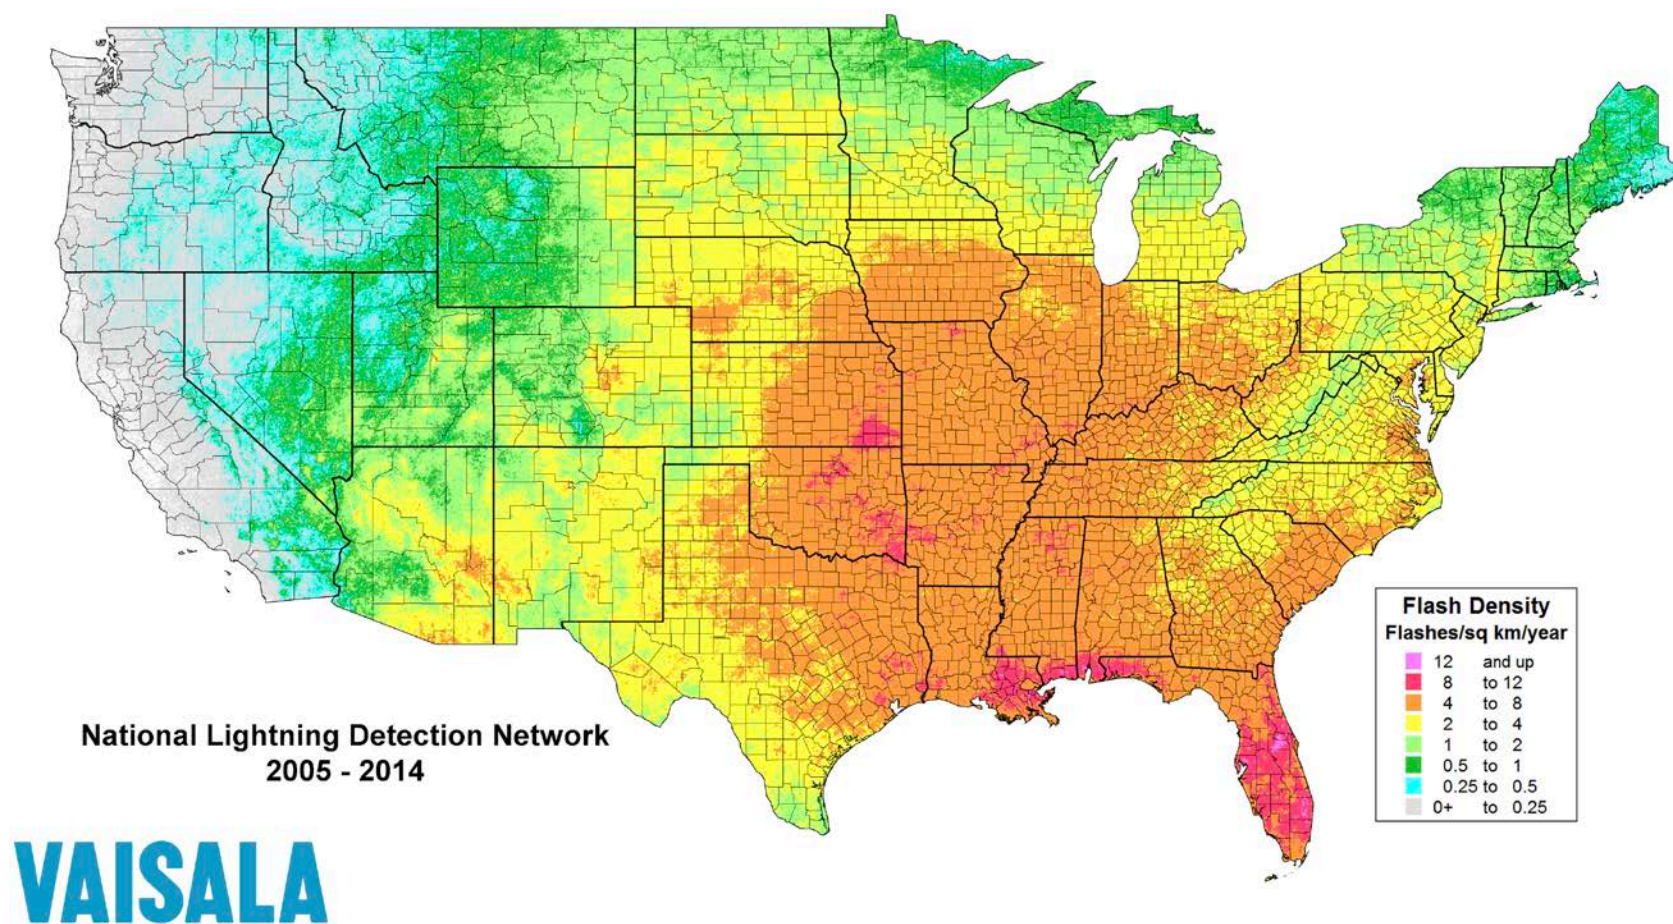 National Lightning Detection Network
2005 - 2014
VAISALA
Flash Density
Flashes/sq km/year
12 and up
8 to 12
4 to 8
2 to 4
1 to 2
0.5 to 1
0.25 to 0.5
0+ to 0.25